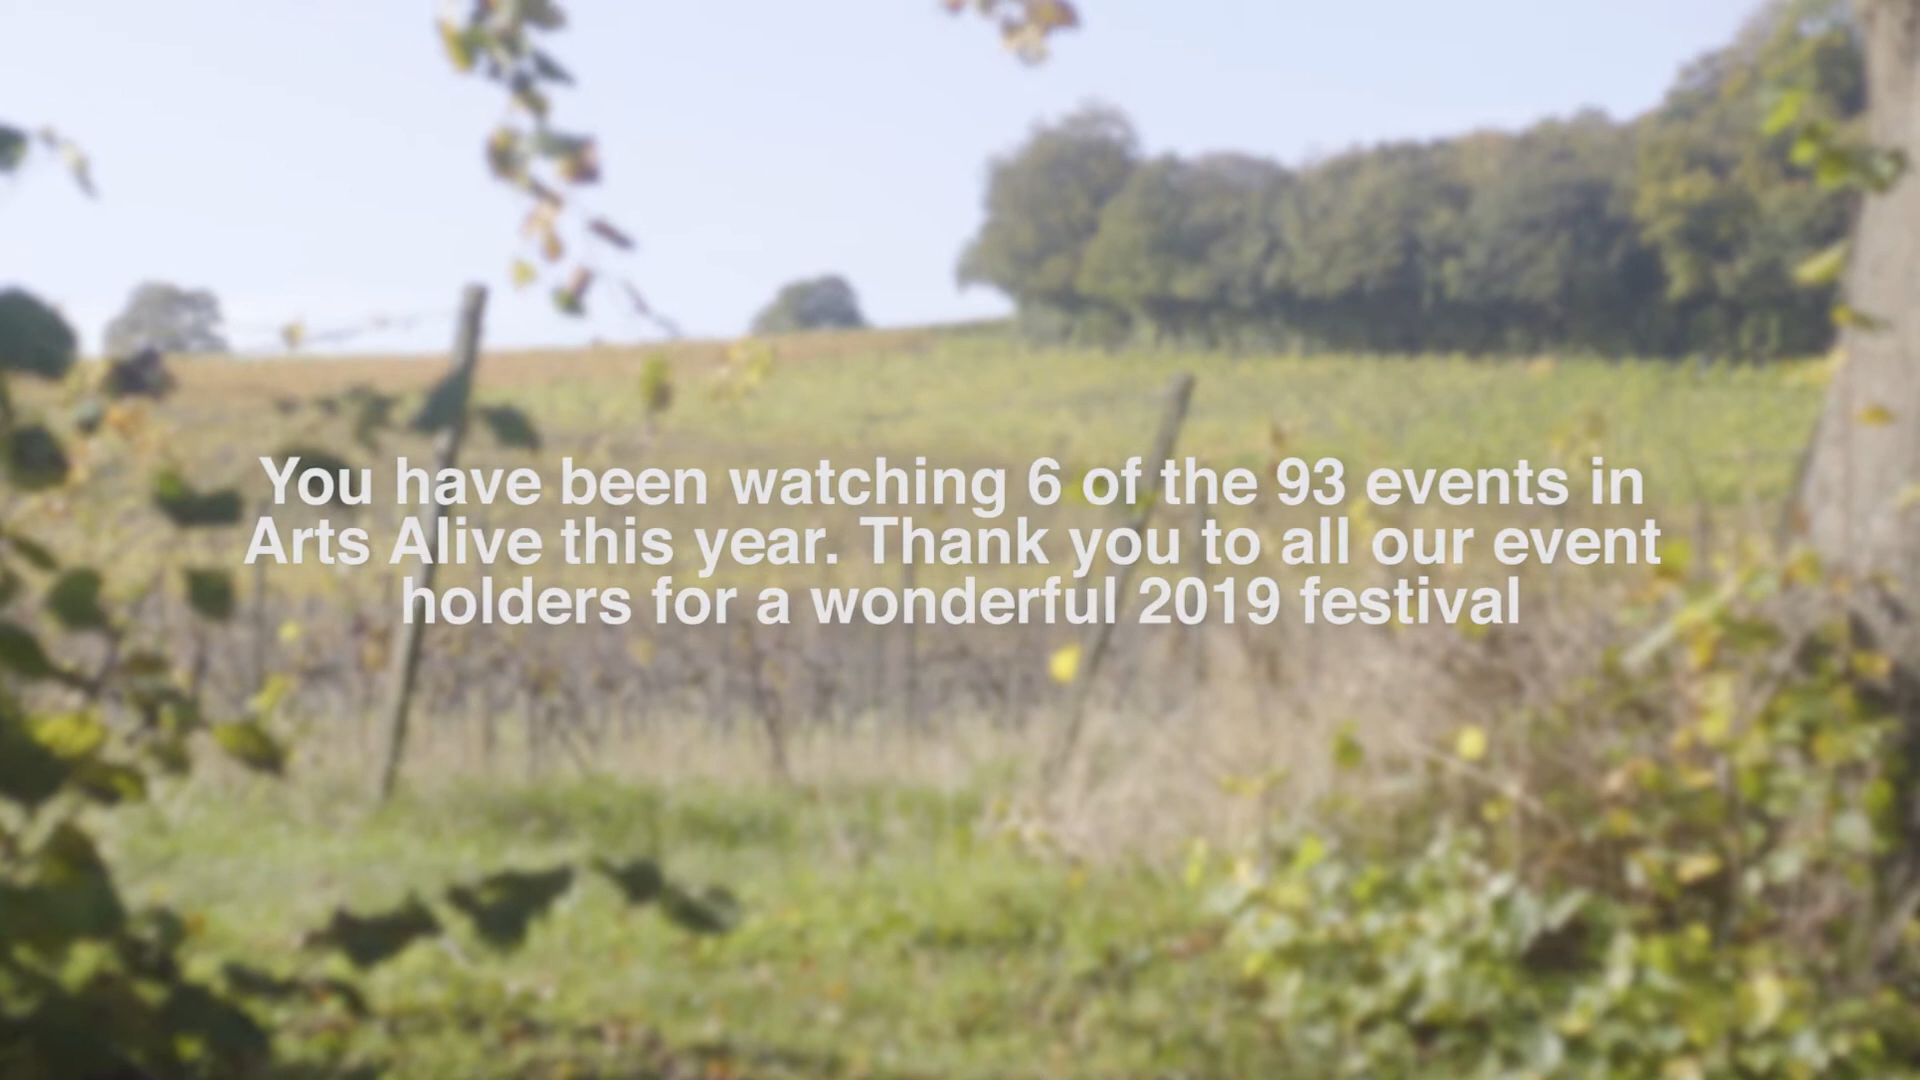 You have been watching 6 of the 93 events in
Arts Alive this year. Thank you to all our event
holders for a wonderful 2019 festival